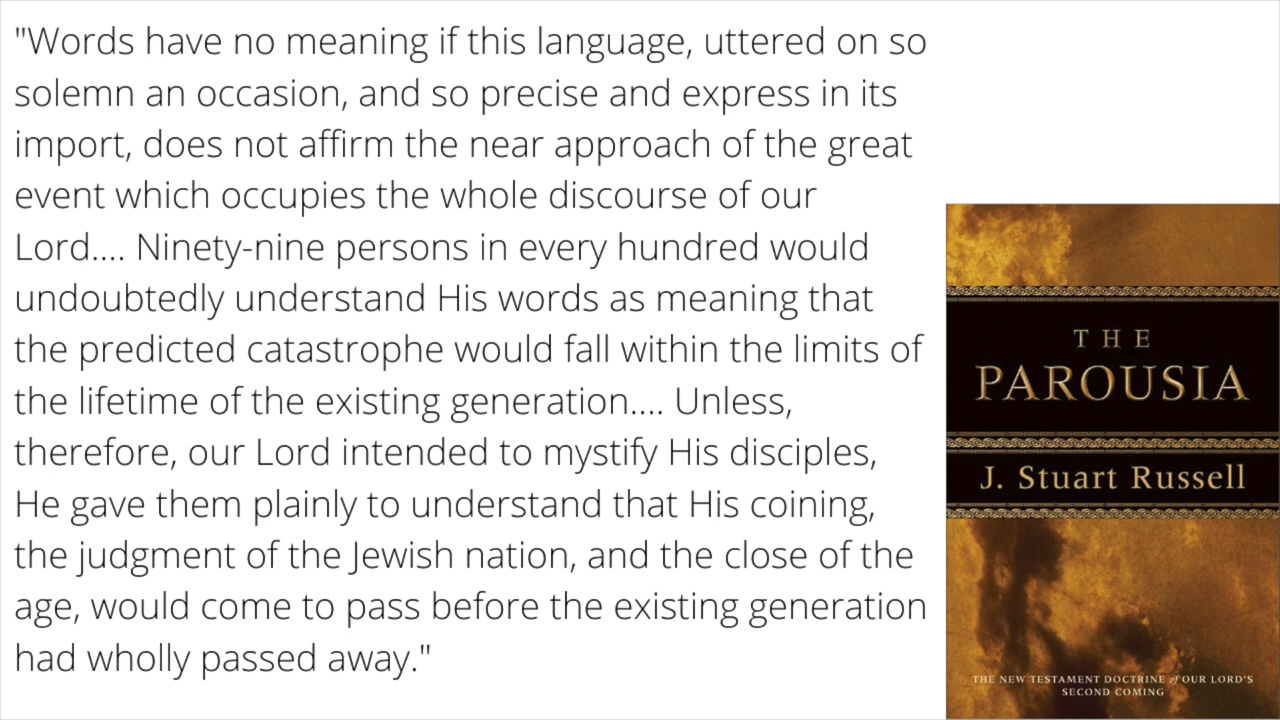 "Words have no meaning if this language, uttered on so
solemn an occasion, and so precise and express in its
import, does not affirm the near approach of the great
event which occupies the whole discourse of our
Lord.... Ninety-nine persons in every hundred would
undoubtedly understand His words as meaning that
the predicted catastrophe would fall within the limits of
the lifetime of the existing generation.... Unless,
therefore, our Lord intended to mystify His disciples,
He gave them plainly to understand that His coining,
the judgment of the Jewish nation, and the close of the
age, would come to pass before the existing generation
had wholly passed away."
THE
PAROUSIA
J. Stuart Russell
THE NEW TESTAMENT DOCTRINE of OUR LORD'S
SECOND COMING